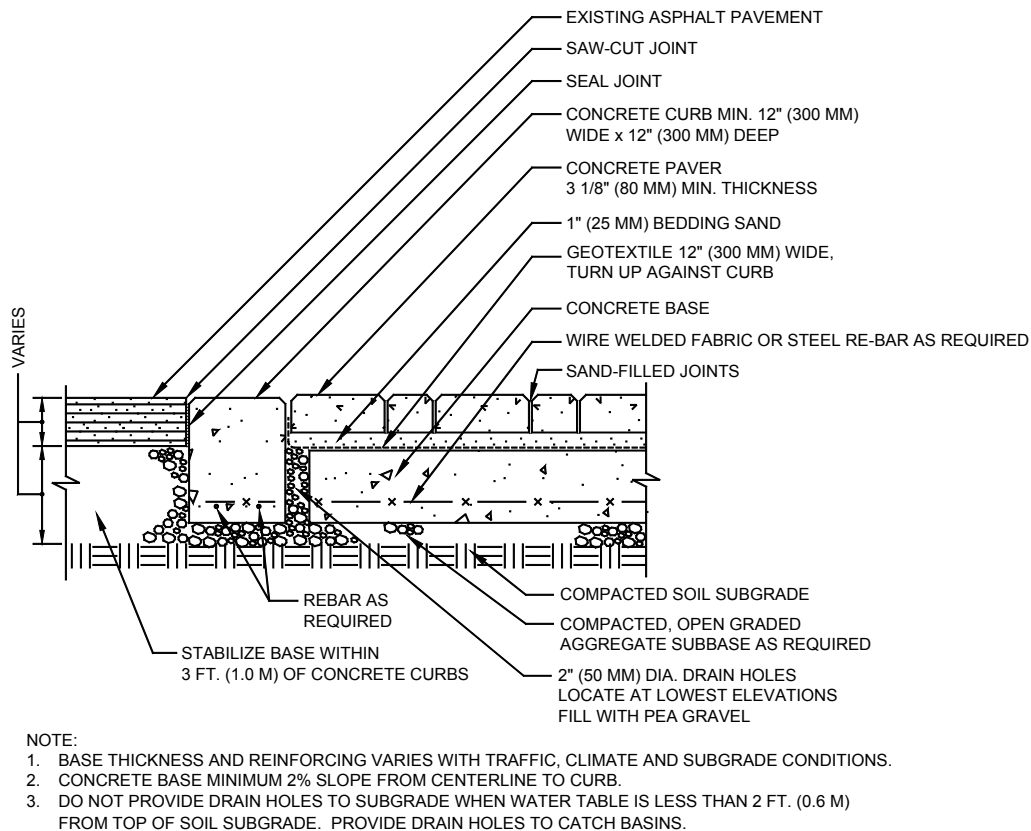 EXISTING ASPHALT PAVEMENT
SAW-CUT JOINT
SEAL JOINT
CONCRETE CURB MIN. 12" (300 MM)
WIDE x 12" (300 MM) DEEP
CONCRETE PAVER
3 1/8" (80 MM) MIN. THICKNESS
1" (25 MM) BEDDING SAND
GEOTEXTILE 12" (300 MM) WIDE,
TURN UP AGAINST CURB
CONCRETE BASE
WIRE WELDED FABRIC OR STEEL RE-BAR AS REQUIRED
SAND-FILLED JOINTS
VARIES
COMPACTED SOIL SUBGRADE
COMPACTED, OPEN GRADED
AGGREGATE SUBBASE AS REQUIRED
2" (50 MM) DIA. DRAIN HOLES
LOCATE AT LOWEST ELEVATIONS
FILL WITH PEA GRAVEL
REBAR AS
REQUIRED
STABILIZE BASE WITHIN
3 FT. (1.0 M) OF CONCRETE CURBS
NOTE:
1. BASE THICKNESS AND REINFORCING VARIES WITH TRAFFIC, CLIMATE AND SUBGRADE CONDITIONS.
2. CONCRETE BASE MINIMUM 2% SLOPE FROM CENTERLINE TO CURB.
3. DO NOT PROVIDE DRAIN HOLES TO SUBGRADE WHEN WATER TABLE IS LESS THAN 2 FT. (0.6 M)
FROM TOP OF SOIL SUBGRADE. PROVIDE DRAIN HOLES TO CATCH BASINS.